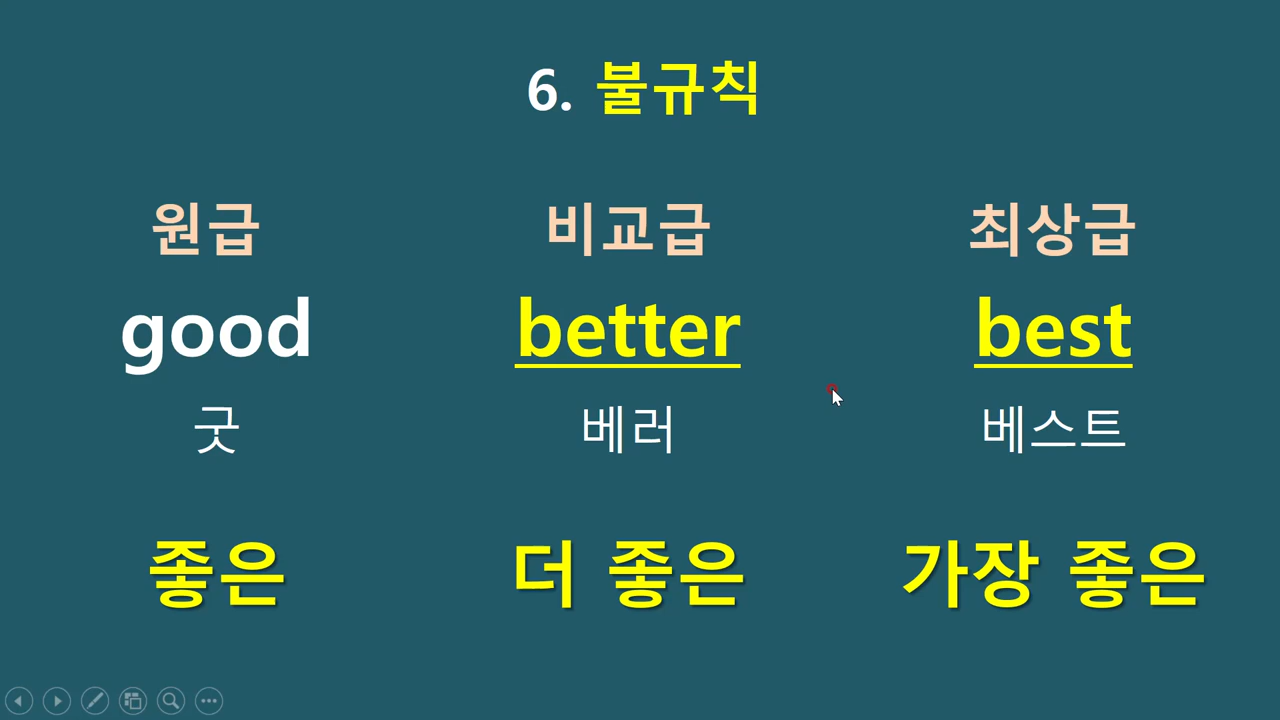 6. 불규칙
원급 비교급 최상급
good better best
굿 베러 베스트
좋은 더 좋은 가장 좋은